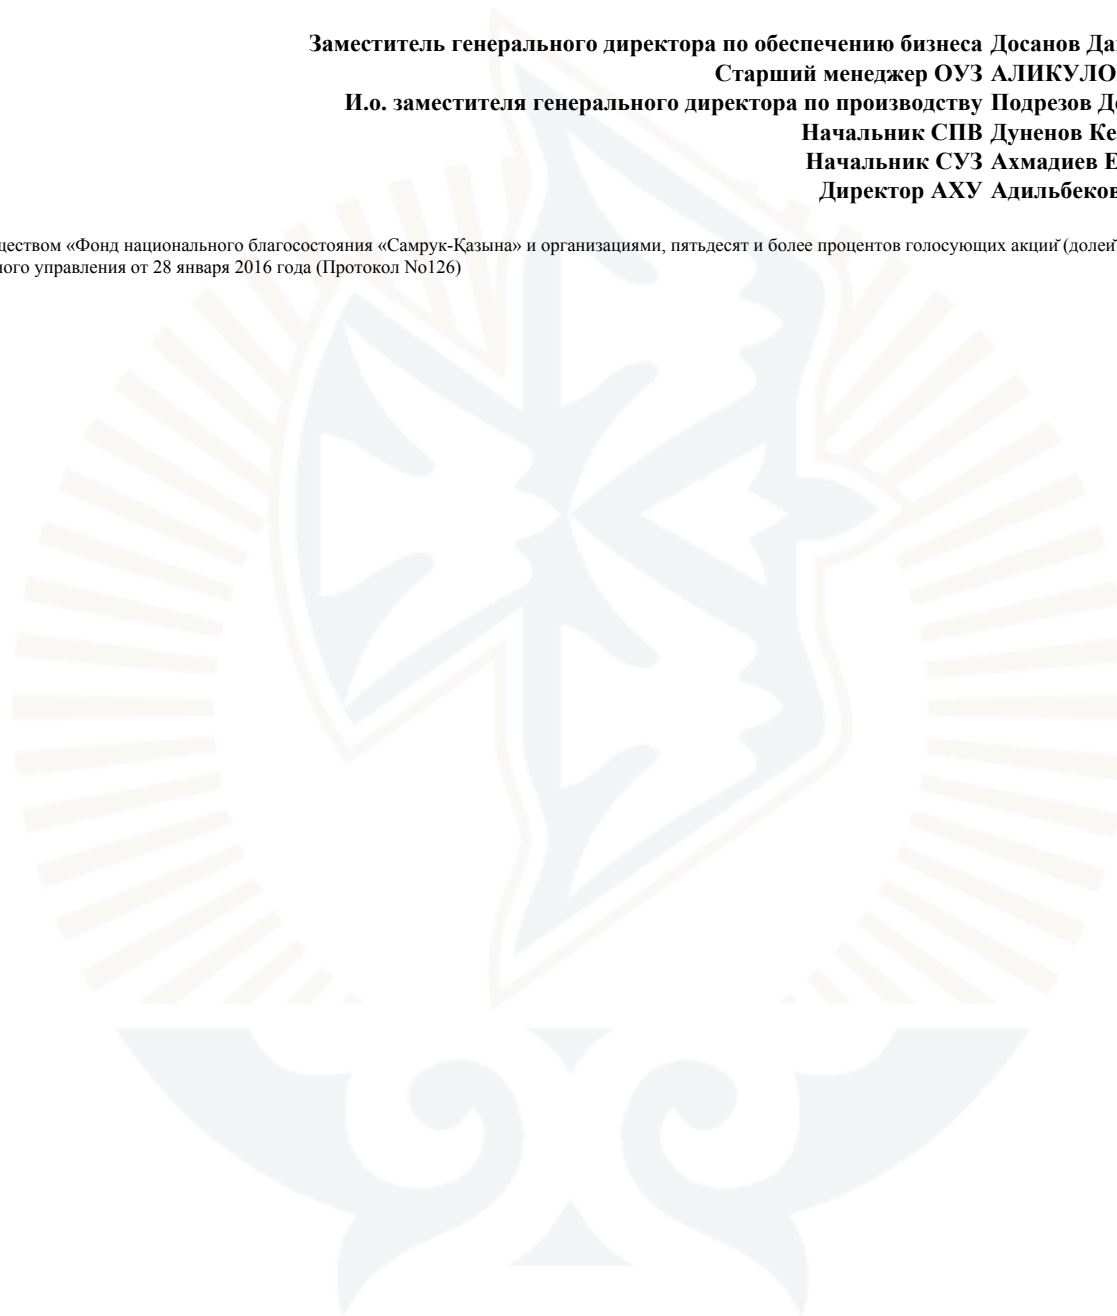 Заместитель генерального директора по обеспечению бизнеса Досанов
Старший менеджер ОУЗ
И.о. заместителя генерального директора по производству Подрезов
Начальник СПВ Дуненов
Начальник СУЗ Ахмадиев
Директор АХУ Адильбеков
«Фонд национального благосостояния «Самрук-Қазына» и организациями, пятьдесят и более процентов голосующих акций (долей
управления от 28 января 2016 года (Протокол No126)